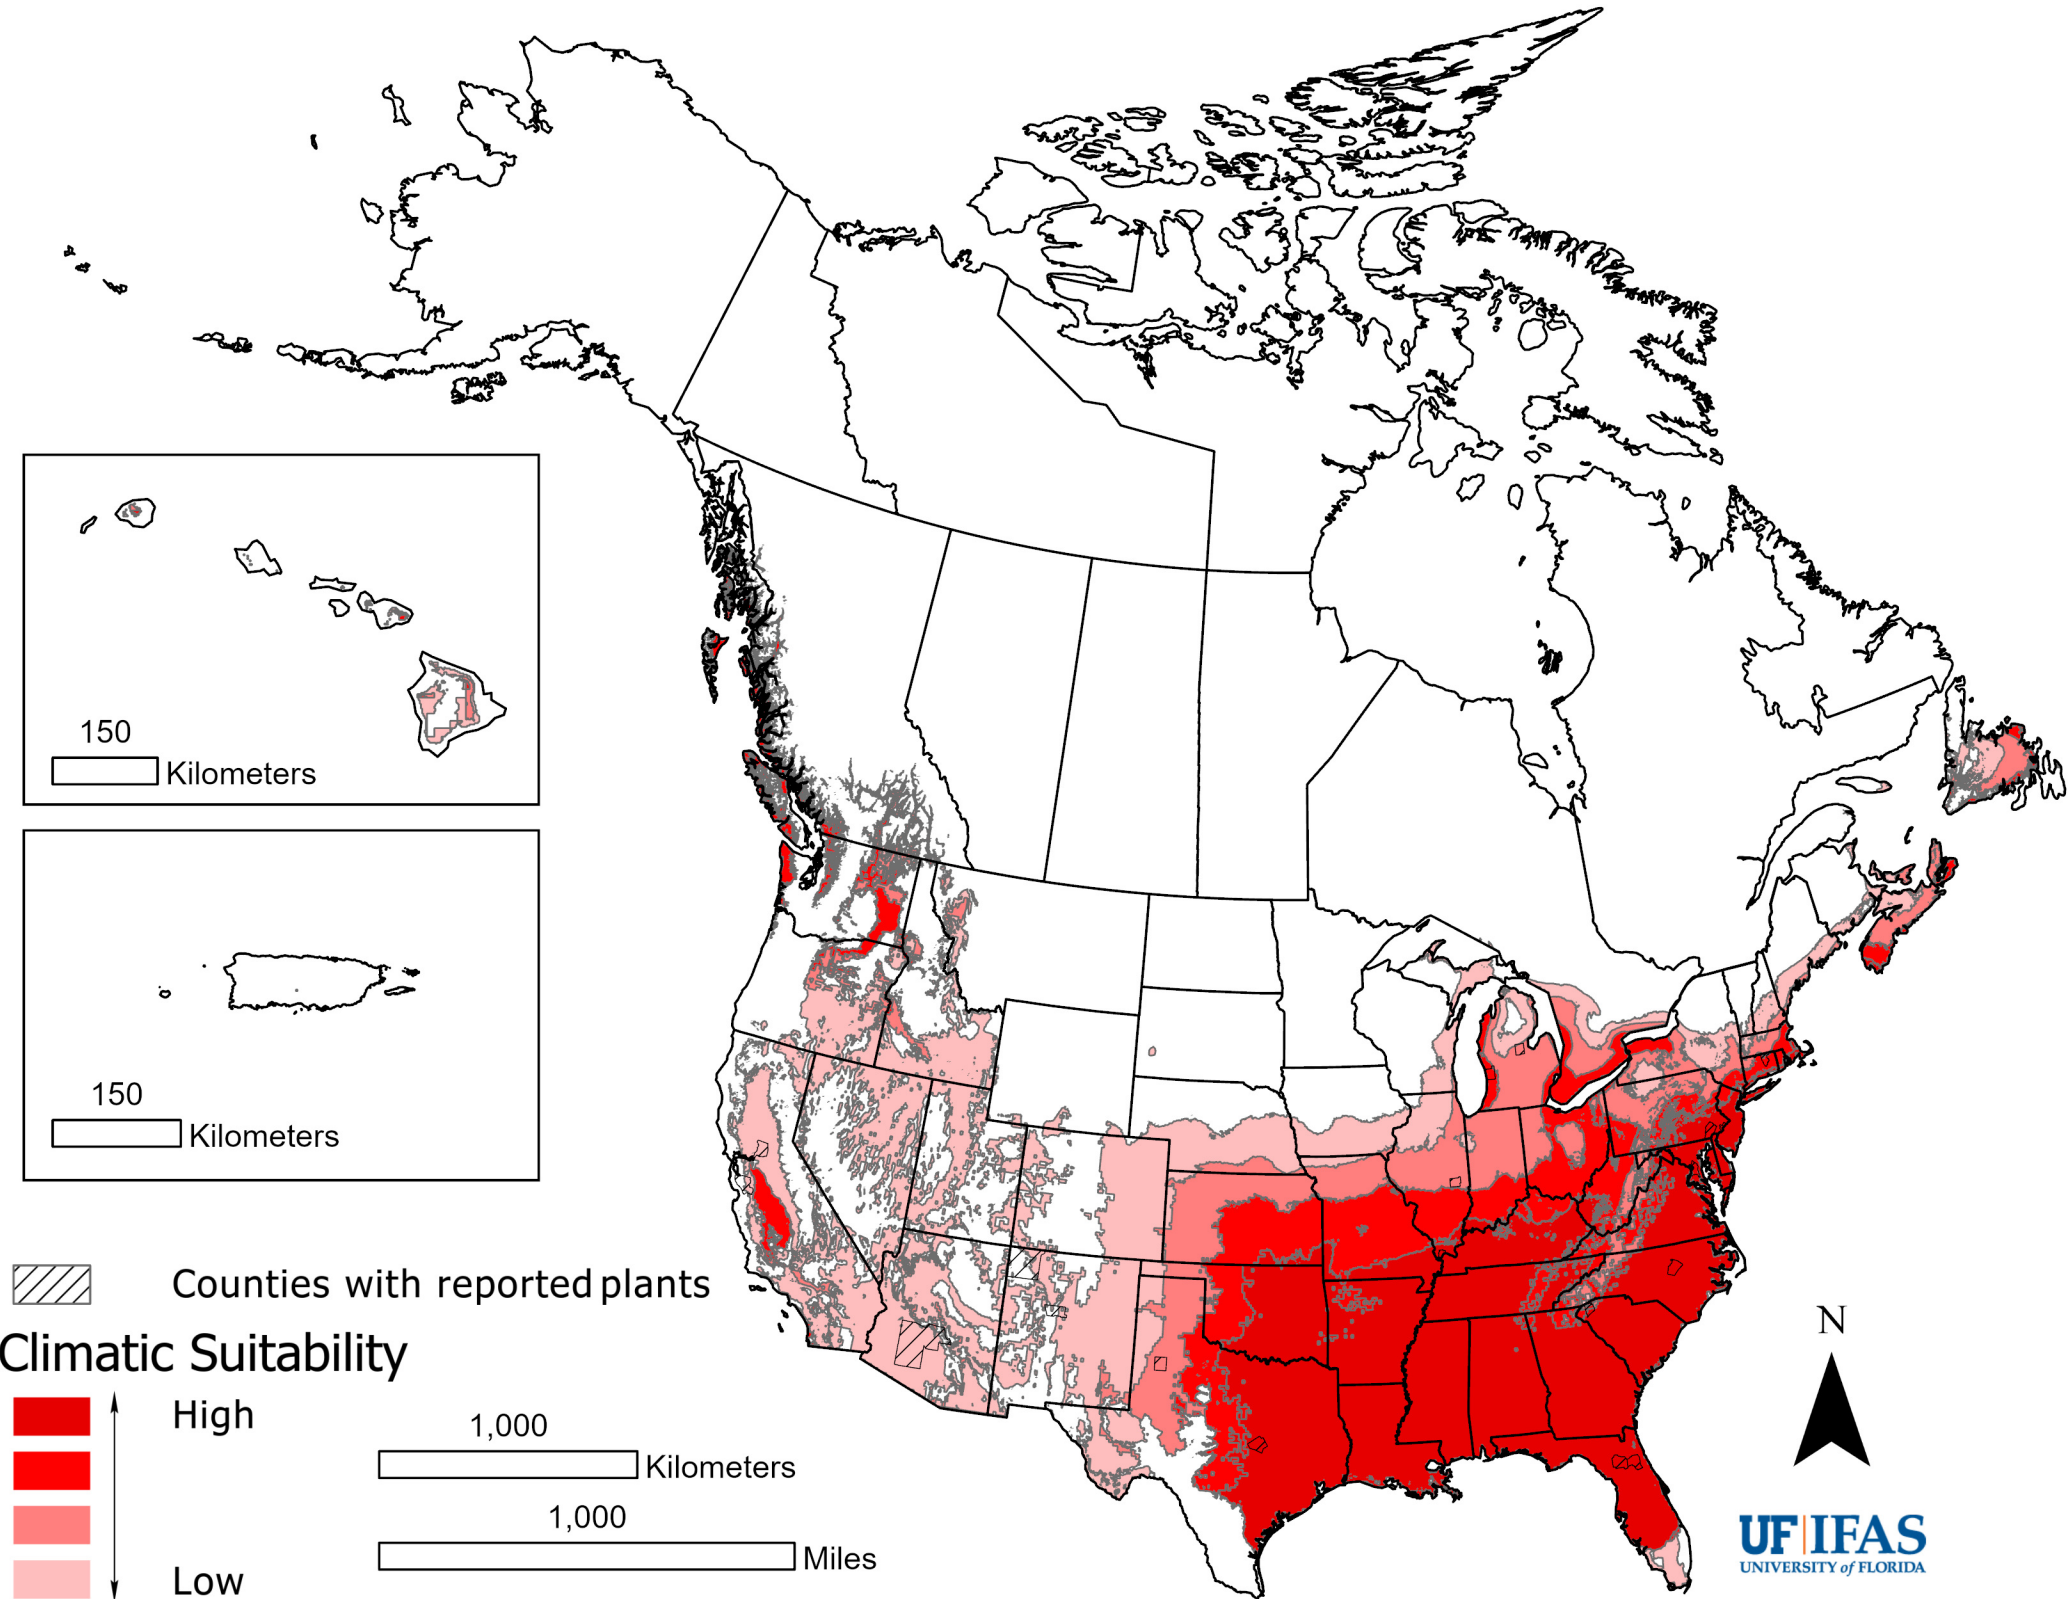 150
Kilometers
150
Kilometers
Counties with reported plants
Climatic Suitability
High
Low
1,000
Kilometers
1,000
Miles
N
UF|IFAS
UNIVERSITY of FLORIDA